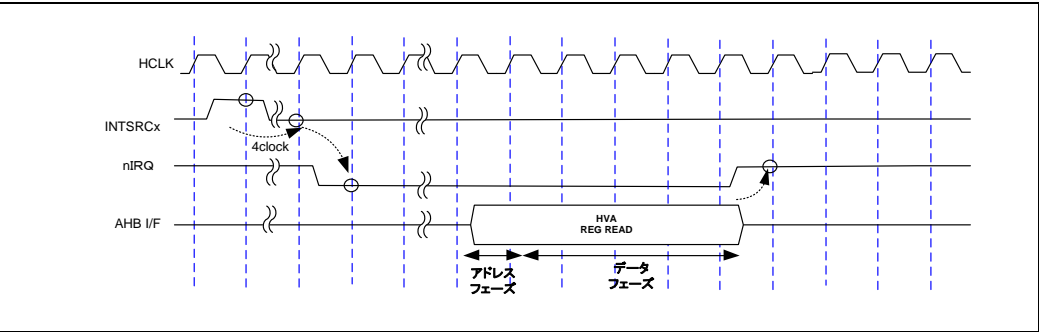 HCLK
INTSRCx
4clock
nIRQ
AHB I/F
HVA
REG READ
アドレス
フェーズ
データ
フェーズ